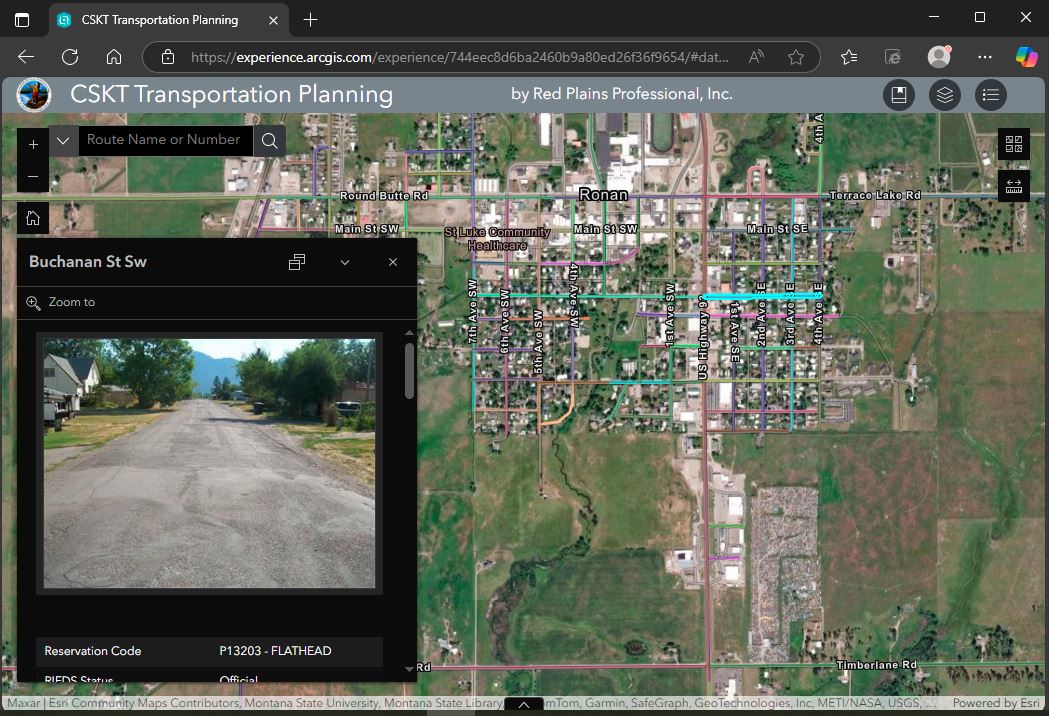 CSKT Transportation Planning
https://experience.arcgis.com/experience/744eec8d6ba2460b9a80ed26f36f9654/#dat...
CSKT Transportation Planning
by Red Plains Professional, Inc.
Route Name or Number
4th A
Round Butte Rd
Ronan
Terrace Lake Rd
Main St SW
St Luke Community
Healthcare
Main St SW
Main St SE
Buchanan St Sw
Zoom to
7th Ave SW
6th Ave SW
5th Ave SW
4th Ave SW
1st Ave SW
US Highway 93
1st Ave SE
2nd Ave SE
3rd Ave SE
4th Ave SE
Reservation Code
P13203 - FLATHEAD
RIFDS Status
Official
Rd
Timberlane Rd
Maxar | Esri Community Maps Contributors, Montana State University, Montana State Library,
omTom, Garmin, SafeGraph, GeoTechnologies, Inc, METI/NASA, USGS, ...
Powered by Esri